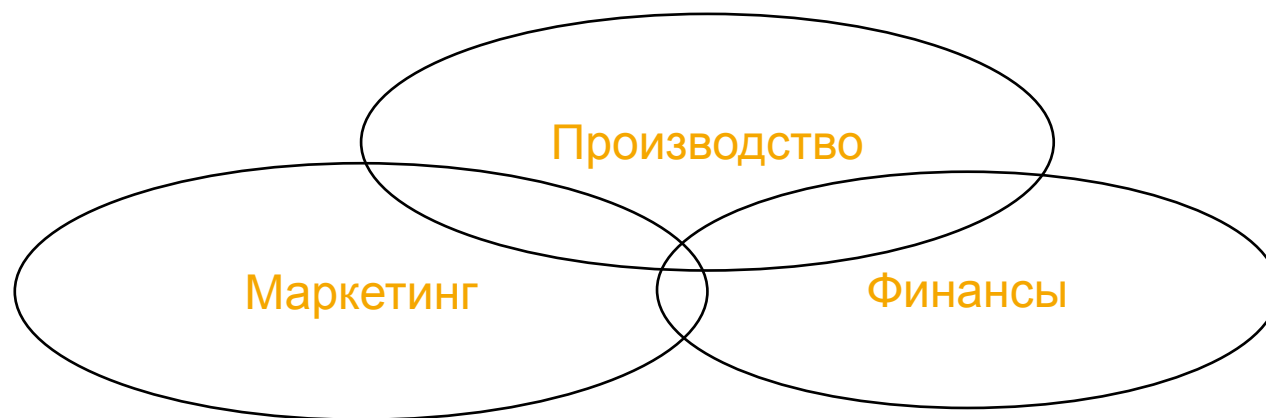 Производство
Маркетинг
Финансы